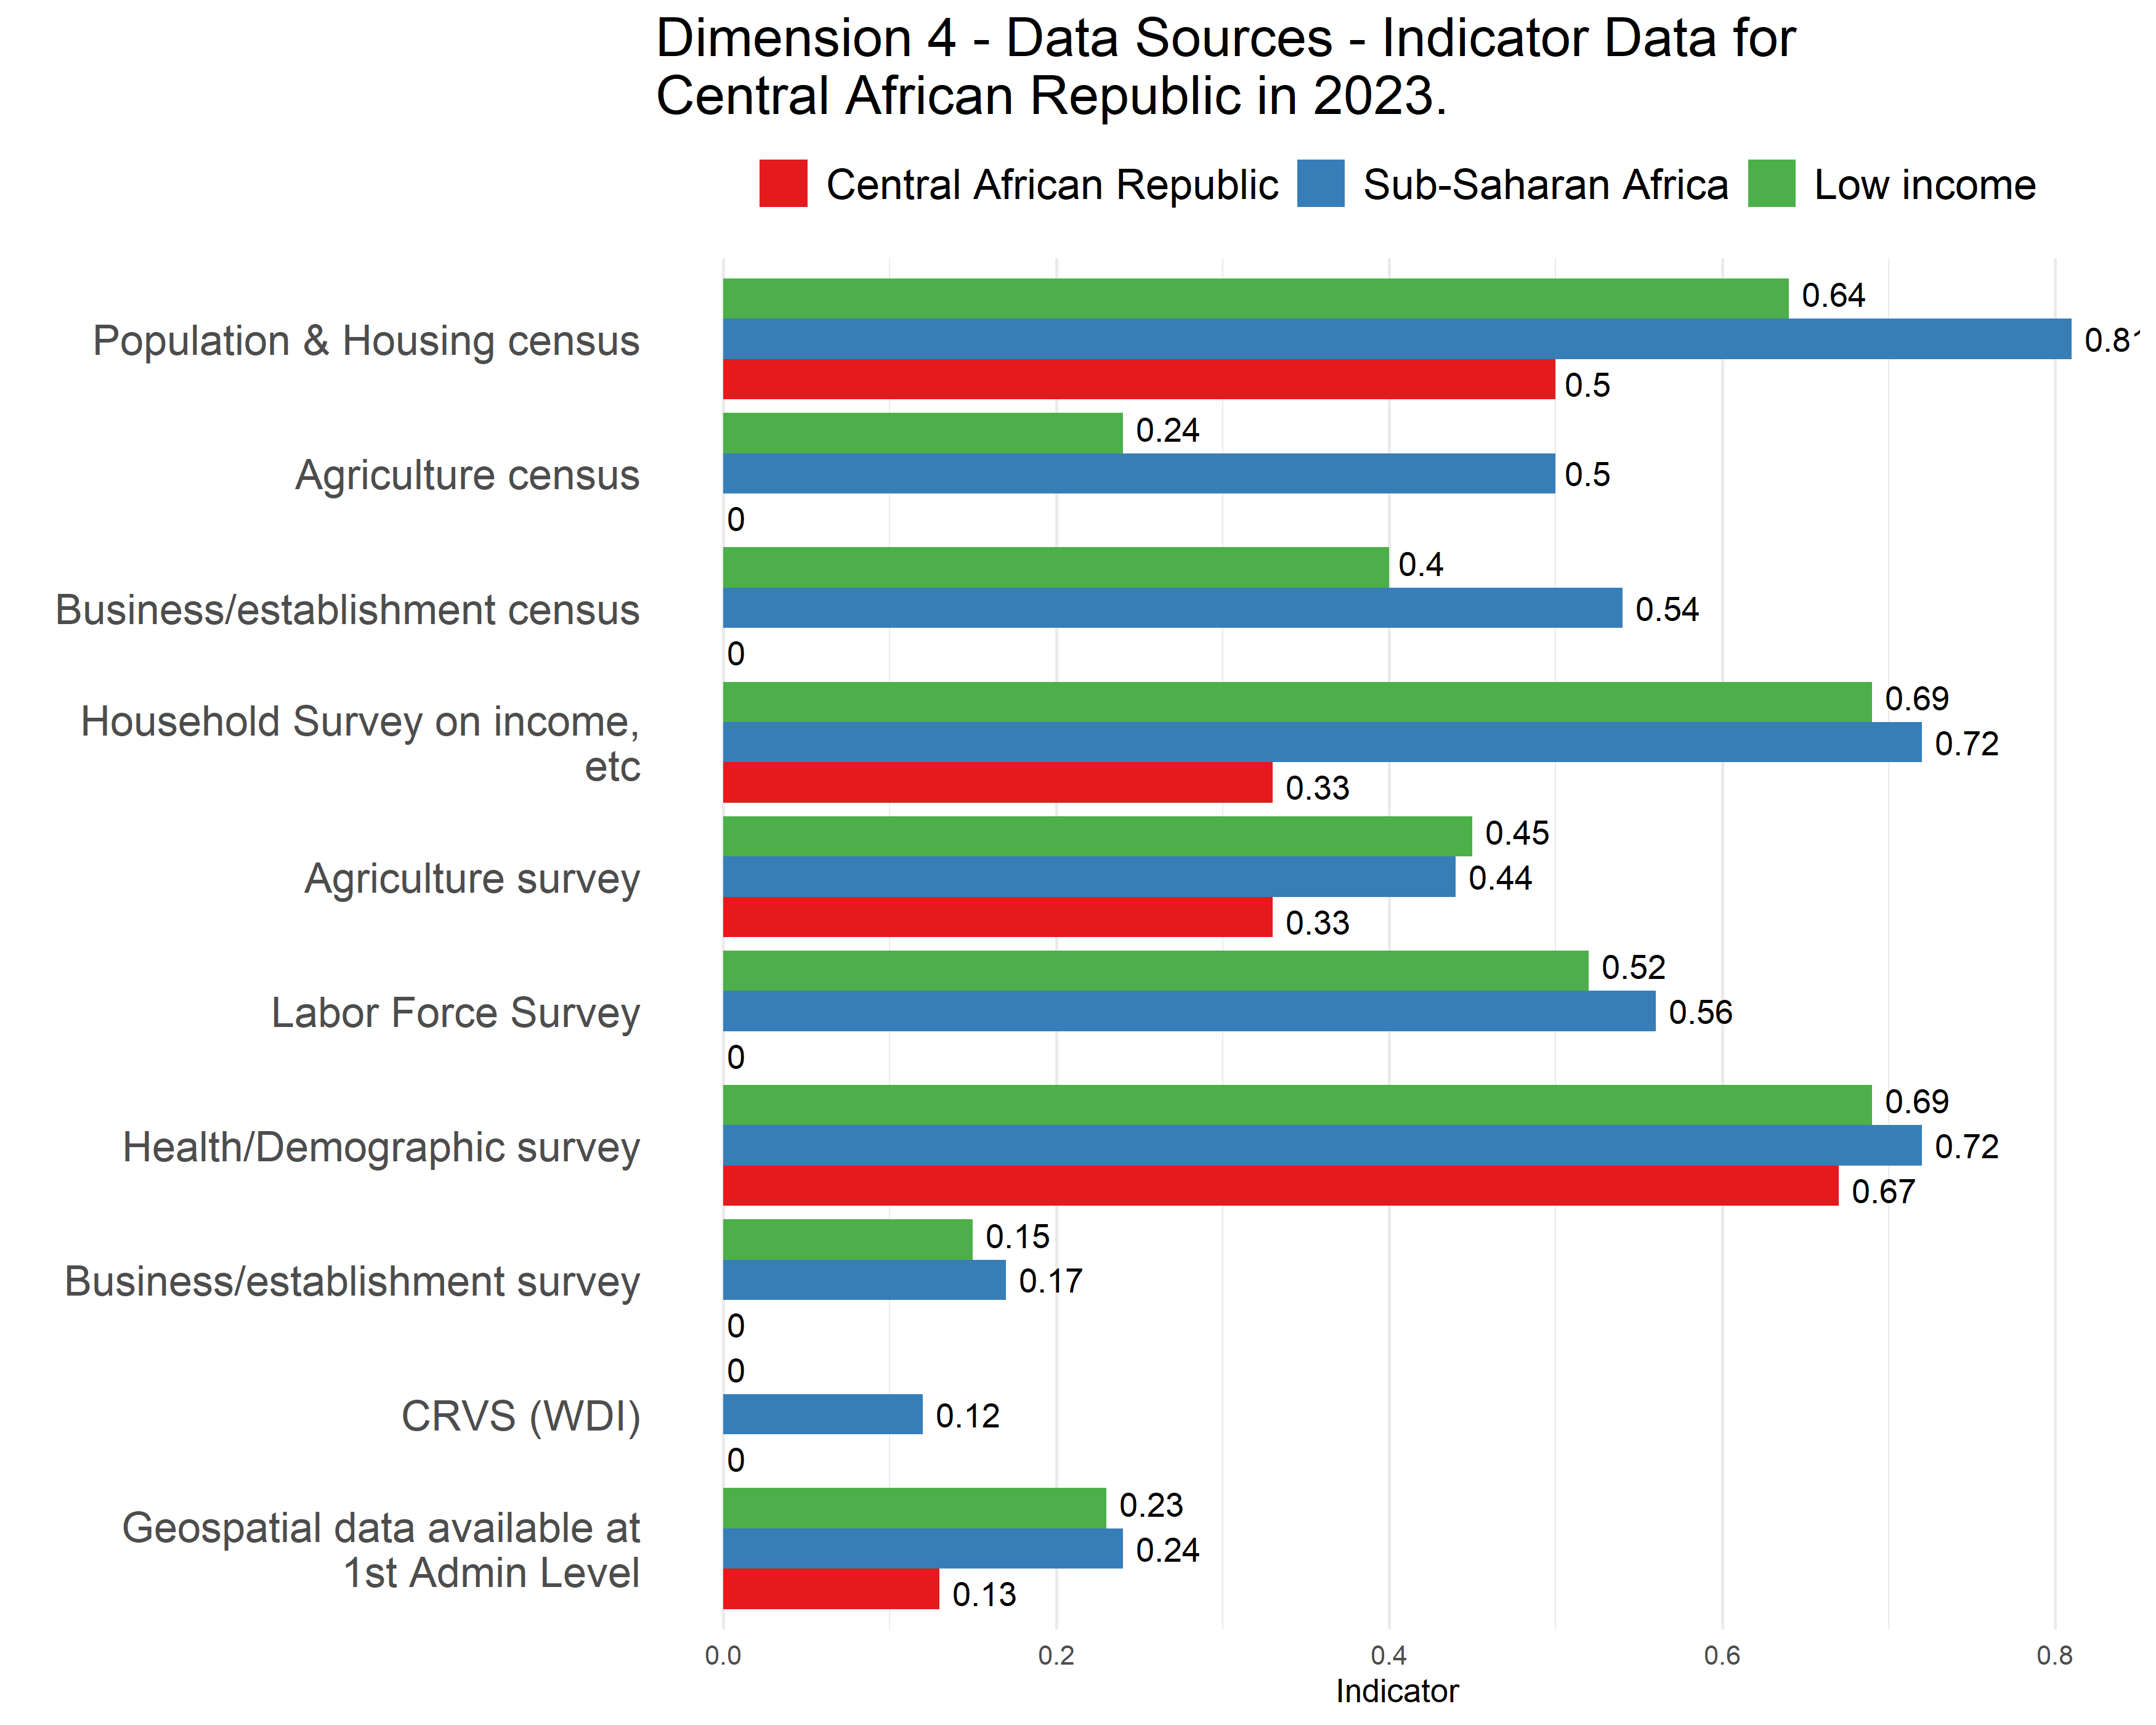 Dimension 4 - Data Sources - Indicator Data for
Central African Republic in 2023.
Central African Republic Sub-Saharan Africa Low income
0.64
Population & Housing census
0.81
0.5
0.24
Agriculture census
0.5
0
0.4
Business/establishment census
0.54
0
0.69
Household Survey on income,
etc
0.72
0.33
0.45
Agriculture survey
0.44
0.33
0.52
Labor Force Survey
0.56
0
0.69
Health/Demographic survey
0.72
0.67
0.15
Business/establishment survey
0.17
0
0
CRVS (WDI)
0.12
0
0.23
Geospatial data available at
1st Admin Level
0.24
0.13
0.0 0.2 0.4 0.6 0.8
Indicator